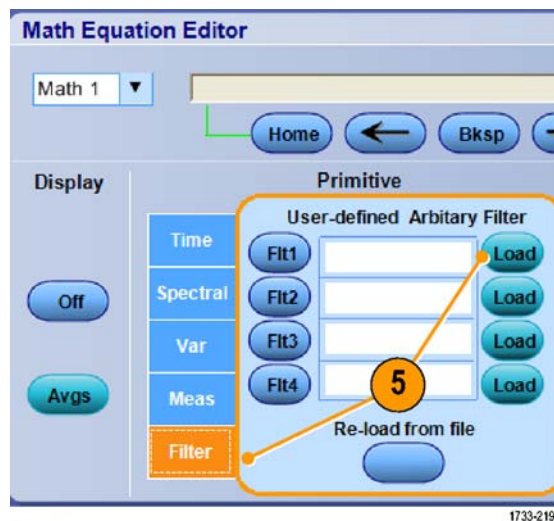 Math Equation Editor
Math 1
Home
Bksp
Display
Primitive
User-defined Arbitary Filter
Time
Flt1
Load
Off
Spectral
Flt2
Load
Var
Flt3
Load
Avgs
Meas
Flt4
5
Load
Filter
Re-load from file
1733-219